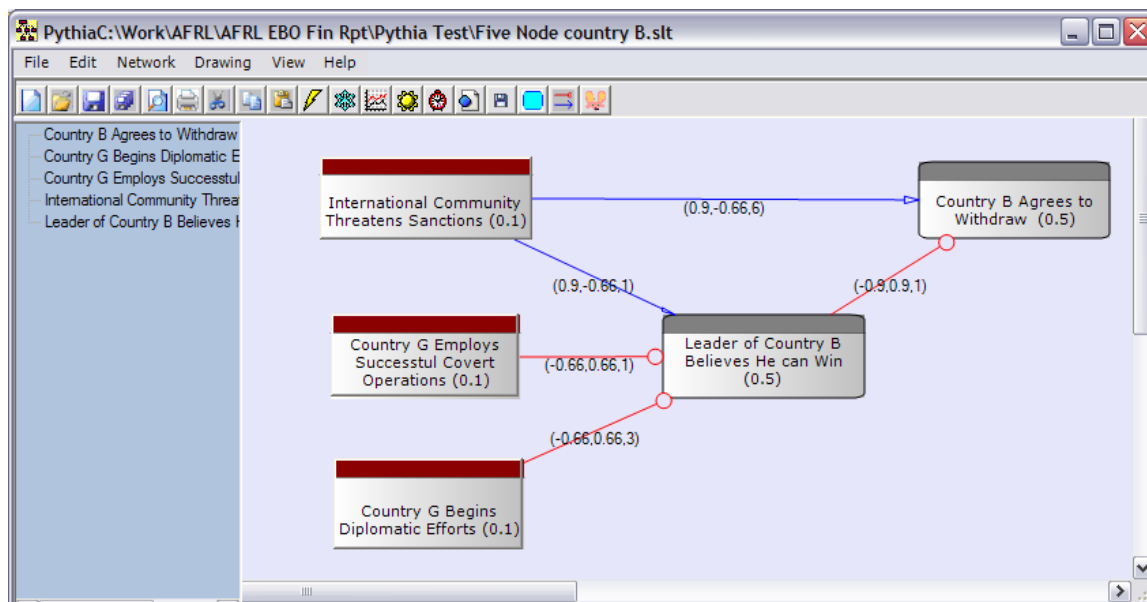 PythiaC:\Work\AFRL\AFRL EBO Fin Rpt\Pythia Test\Five Node country B.slt
File Edit Network Drawing View Help
Country B Agrees to Withdraw
Country G Begins Diplomatic E
Country G Employs Successful
International Community Threat
Leader of Country B Believes H
International Community
Threatens Sanctions (0.1)
(0.9,-0.66,6)
Country B Agrees to
Withdraw (0.5)
(0.9,-0.66,1)
(-0.9,0.9,1)
Country G Employs
Successtul Covert
Operations (0.1)
(-0.66,0.66,1)
Leader of Country B
Believes He can Win
(0.5)
(-0.66,0.66,3)
Country G Begins
Diplomatic Efforts (0.1)